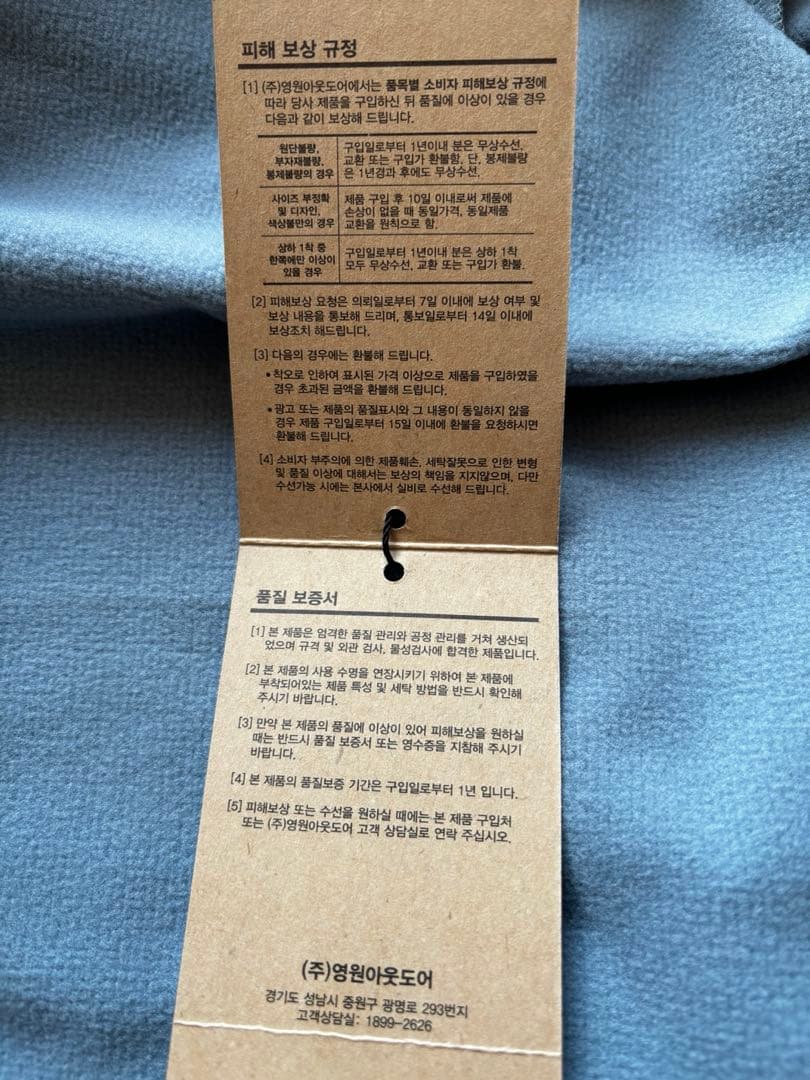 피해 보상 규정
[1] (주)영원아웃도어에서는 품목별 소비자 피해보상 규정에
따라 당사 제품을 구입하신 뒤 품질에 이상이 있을 경우
다음과 같이 보상해 드립니다.
원단불량,
부자재불량,
봉제불량의 경우
구입일로부터 1년이내 분은 무상수선,
교환 또는 구입가 환불함. 단, 봉제불량
은 1년경과 후에도 무상수선.
사이즈 부정확
및 디자인,
색상불만의 경우
제품 구입 후 10일 이내로써 제품에
손상이 없을 때 동일가격, 동일제품
교환을 원칙으로 함.
상하 1착 중
한쪽에만 이상이
있을 경우
구입일로부터 1년이내 분은 상하 1착
모두 무상수선, 교환 또는 구입가 환불.
[2] 피해보상 요청은 의뢰일로부터 7일 이내에 보상 여부 및
보상 내용을 통보해 드리며, 통보일로부터 14일 이내에
보상조치 해드립니다.
[3] 다음의 경우에는 환불해 드립니다.
• 착오로 인하여 표시된 가격 이상으로 제품을 구입하였을
경우 초과된 금액을 환불해 드립니다.
• 광고 또는 제품의 품질표시와 그 내용이 동일하지 않을
경우 제품 구입일로부터 15일 이내에 환불을 요청하시면
환불해 드립니다.
[4] 소비자 부주의에 의한 제품훼손, 세탁잘못으로 인한 변형
및 품질 이상에 대해서는 보상의 책임을 지지않으며, 다만
수선가능 시에는 본사에서 실비로 수선해 드립니다.
품질 보증서
[1] 본 제품은 엄격한 품질 관리와 공정 관리를 거쳐 생산되
었으며 규격 및 외관 검사, 물성검사에 합격한 제품입니다.
[2] 본 제품의 사용 수명을 연장시키기 위하여 본 제품에
부착되어있는 제품 특성 및 세탁 방법을 반드시 확인해
주시기 바랍니다.
[3] 만약 본 제품의 품질에 이상이 있어 피해보상을 원하실
때는 반드시 품질 보증서 또는 영수증을 지참해 주시기
바랍니다.
[4] 본 제품의 품질보증 기간은 구입일로부터 1년 입니다.
[5] 피해보상 또는 수선을 원하실 때에는 본 제품 구입처
또는 (주)영원아웃도어 고객 상담실로 연락 주십시오.
(주)영원아웃도어
경기도 성남시 중원구 광명로 293번지
고객상담실: 1899-2626